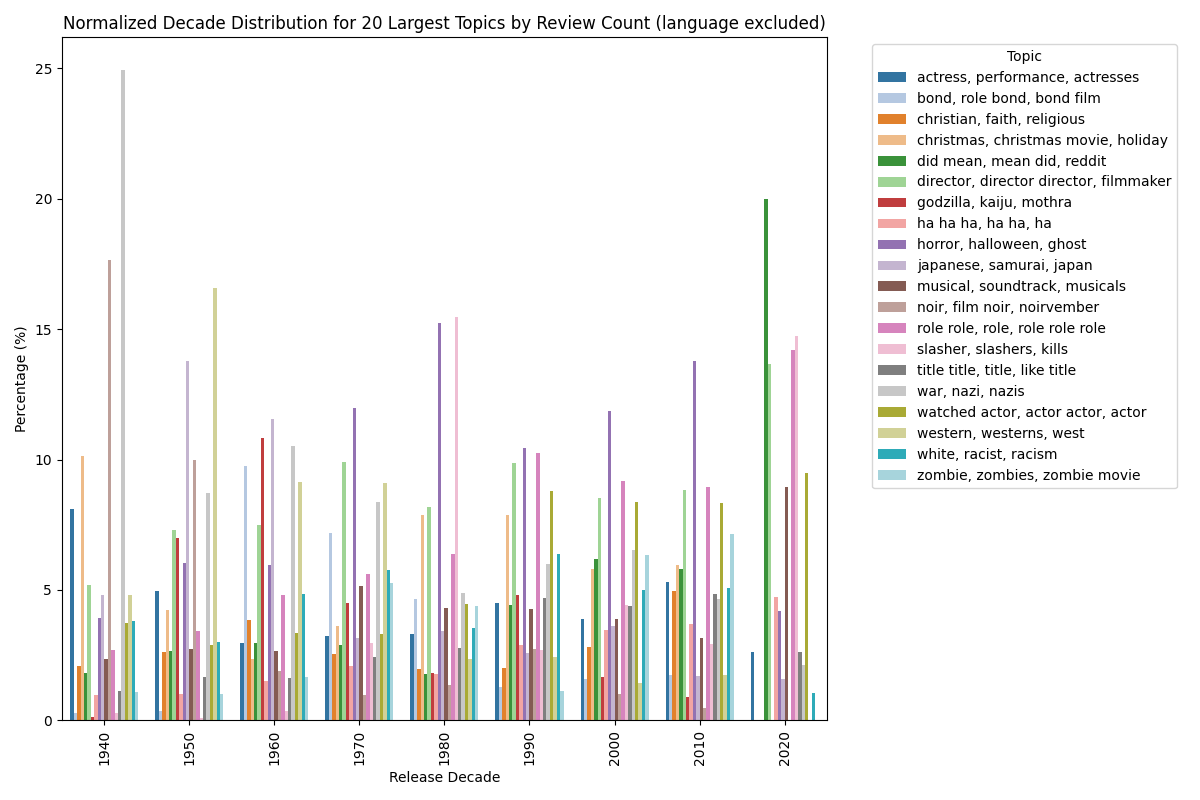 Normalized Decade Distribution for 20 Largest Topics by Review Count (language excluded)
Percentage (%)
25
20
15
10
5
0
1940
1950
1960
1970
1980
1990
2000
2010
2020
Release Decade
Topic
actress, performance, actresses
bond, role bond, bond film
christian, faith, religious
christmas, christmas movie, holiday
did mean, mean did, reddit
director, director director, filmmaker
godzilla, kaiju, mothra
ha ha ha, ha ha, ha
horror, halloween, ghost
japanese, samurai, japan
musical, soundtrack, musicals
noir, film noir, noirvember
role role, role, role role role
slasher, slashers, kills
title title, title, like title
war, nazi, nazis
watched actor, actor actor, actor
western, westerns, west
white, racist, racism
zombie, zombies, zombie movie